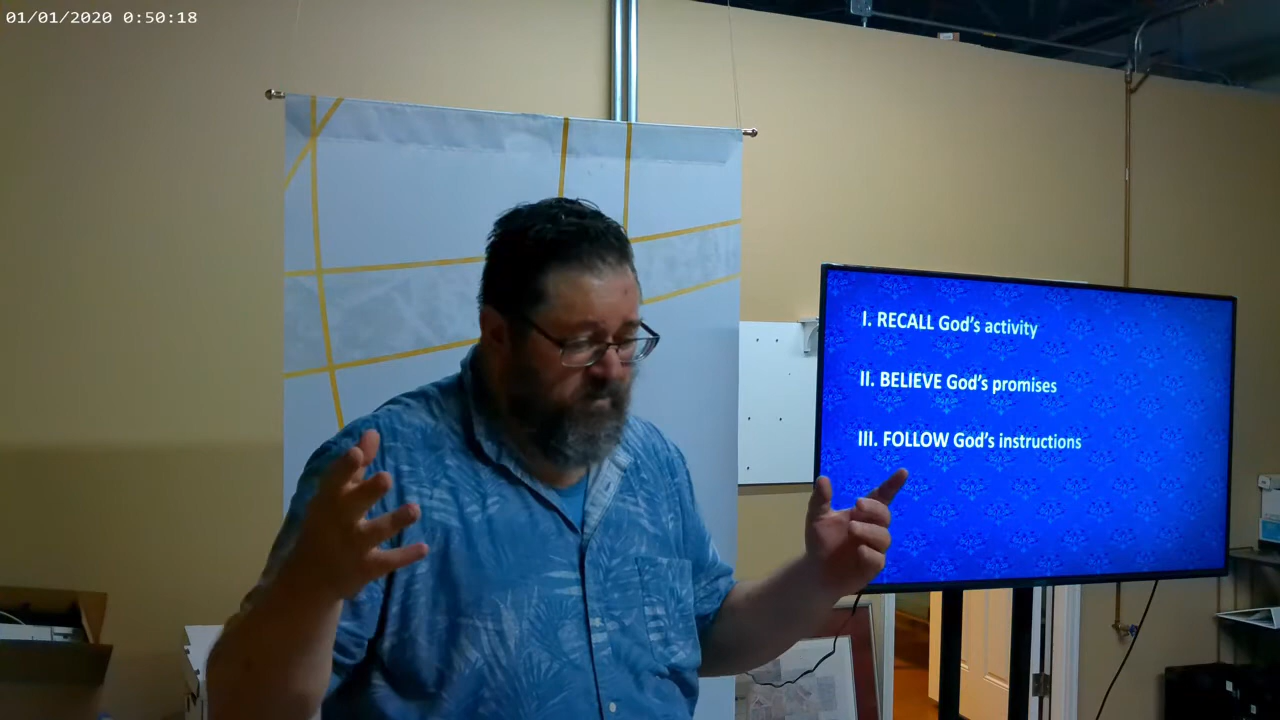 01/01/2020 0:50:18
I. RECALL God's activity
II. BELIEVE God's promises
III. FOLLOW God's instructions